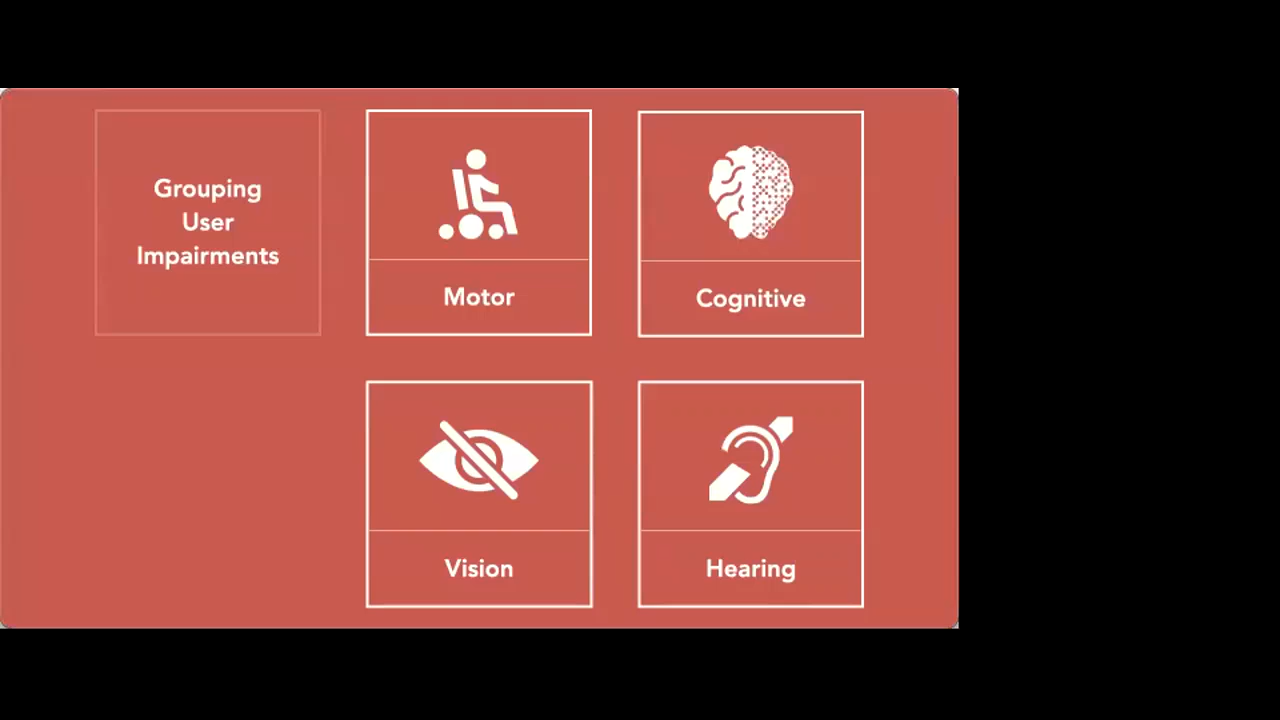 Grouping
User
Impairments
Motor
Cognitive
Vision
Hearing